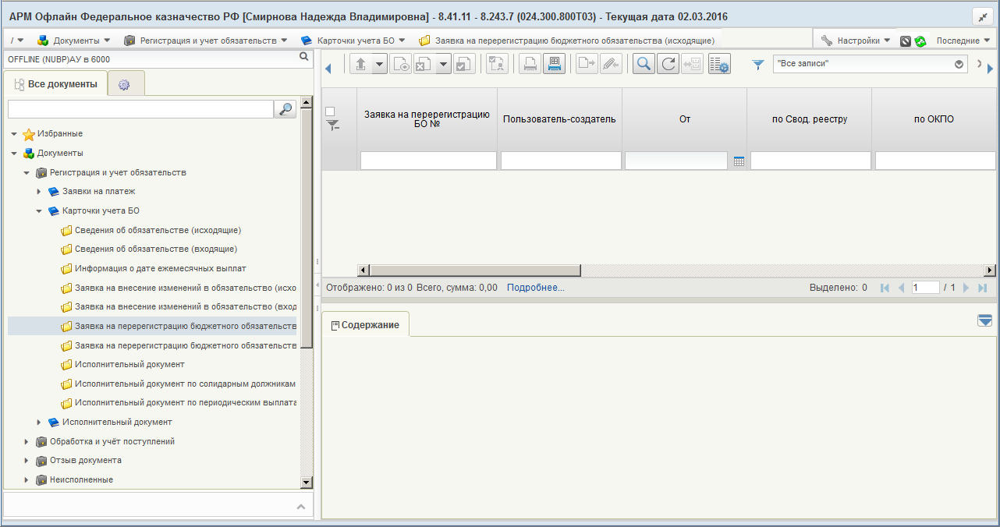 АРМ Офлайн Федеральное казначество РФ [Смирнова Надежда Владимировна] - 8.41.11 - 8.243.7 (024.300.800T03) - Текущая дата 02.03.2016
/ Документы Регистрация и учет обязательств Карточки учета БО Заявка на перерегистрацию бюджетного обязательства (исходящие) Настройки Последние
OFFLINE (NUBP)АУ в 6000
"Все записи"
Все документы
Заявка на перерегистрацию БО №
Пользователь-создатель
От
по Свод. реестру
по ОКПО
Избранные
Документы
Регистрация и учет обязательств
Заявки на платеж
Карточки учета БО
Сведения об обязательстве (исходящие)
Сведения об обязательстве (входящие)
Информация о дате ежемесячных выплат
Заявка на внесение изменений в обязательство (исхо
Заявка на внесение изменений в обязательство (вход
Заявка на перерегистрацию бюджетного обязательств
Заявка на перерегистрацию бюджетного обязательств
Исполнительный документ
Исполнительный документ по солидарным должникам
Исполнительный документ по периодическим выплата
Исполнительный документ
Обработка и учёт поступлений
Отзыв документа
Неисполненные
Отображено: 0 из 0 Всего, сумма: 0,00 Подробнее... Выделено: 0 1 / 1
Содержание